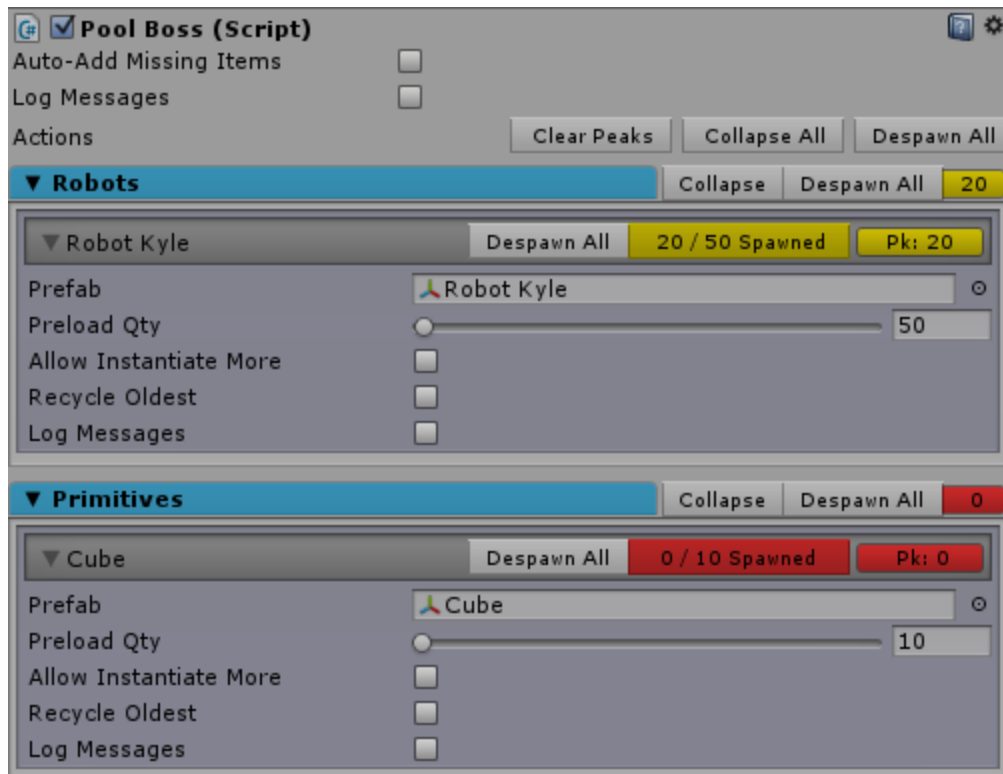 Pool Boss (Script)
Auto-Add Missing Items
Log Messages
Actions Clear Peaks Collapse All Despawn All
▼ Robots Collapse Despawn All 20
▼ Robot Kyle Despawn All 20 / 50 Spawned Pk: 20
Prefab Robot Kyle
Preload Qty 50
Allow Instantiate More
Recycle Oldest
Log Messages
▼ Primitives Collapse Despawn All 0
▼ Cube Despawn All 0 / 10 Spawned Pk: 0
Prefab Cube
Preload Qty 10
Allow Instantiate More
Recycle Oldest
Log Messages